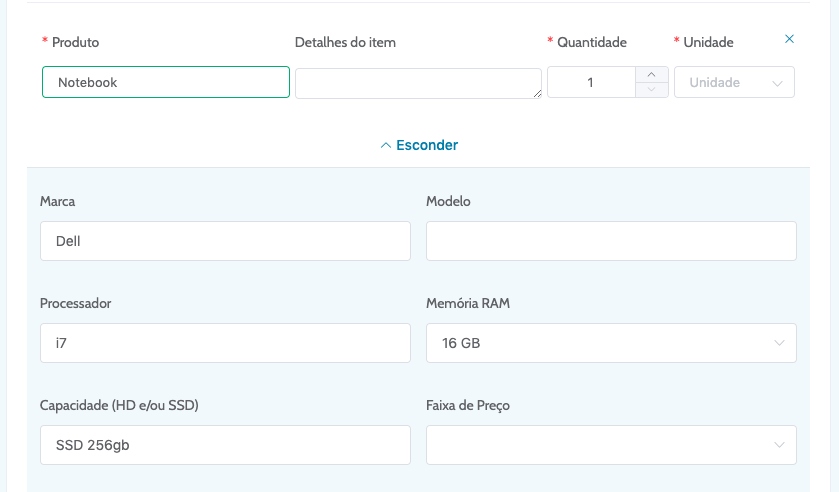 * Produto Detalhes do item * Quantidade * Unidade
Notebook 1 Unidade
Esconder
Marca Modelo
Dell
Processador Memória RAM
i7 16 GB
Capacidade (HD e/ou SSD) Faixa de Preço
SSD 256gb